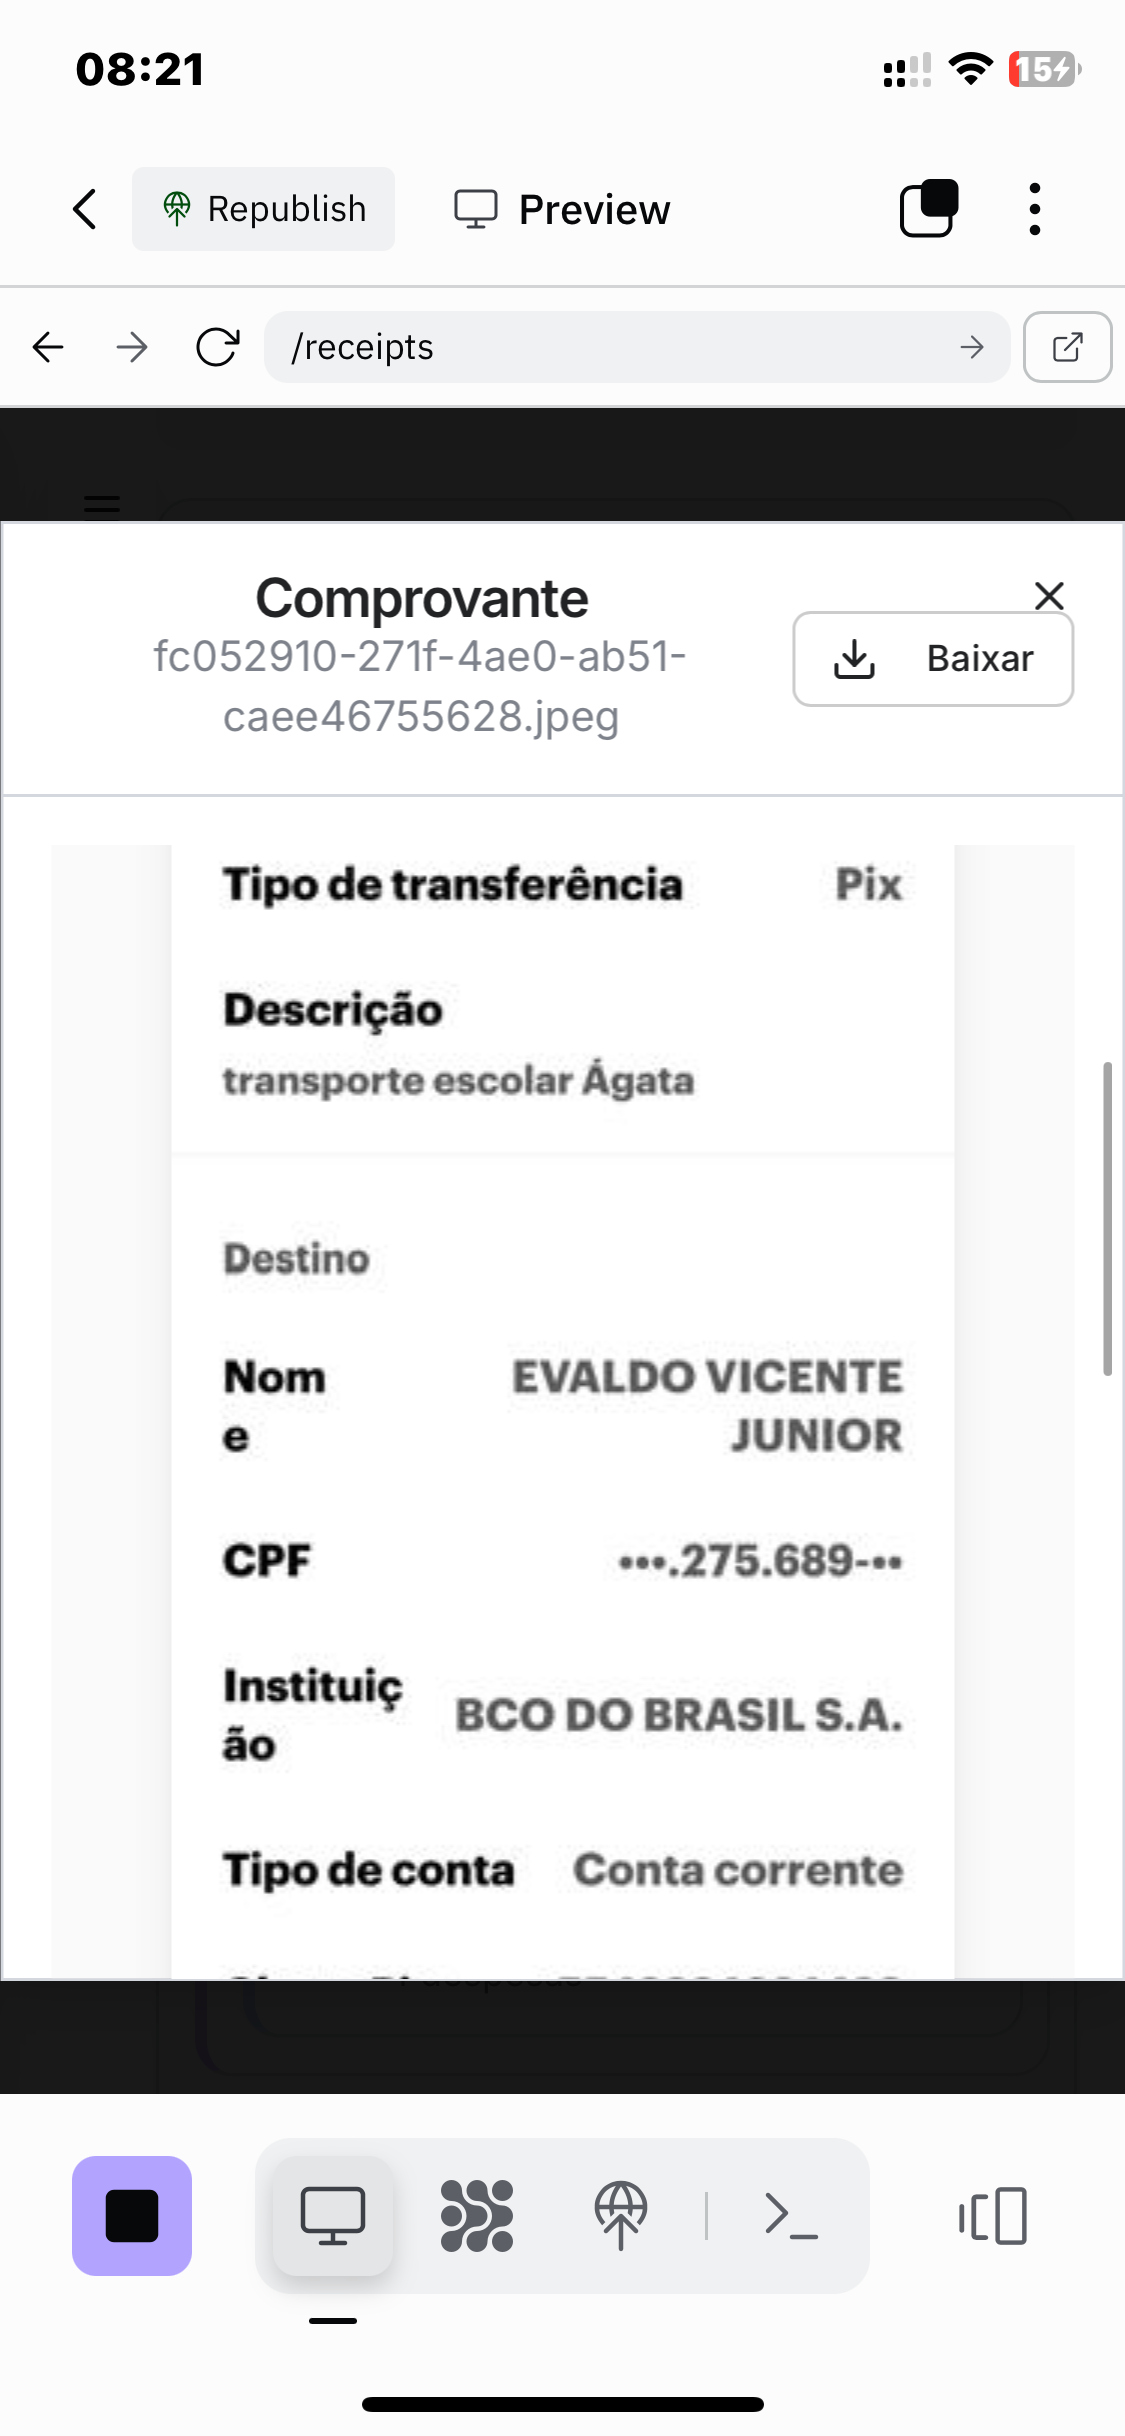 08:21
15
Republish
Preview
/receipts
Comprovante
fc052910-271f-4ae0-ab51-
caee46755628.jpeg
Baixar
Tipo de transferência Pix
Descrição
transporte escolar Ágata
Destino
Nom
e
EVALDO VICENTE
JUNIOR
CPF •••.275.689-••
Instituiç
ão
BCO DO BRASIL S.A.
Tipo de conta Conta corrente